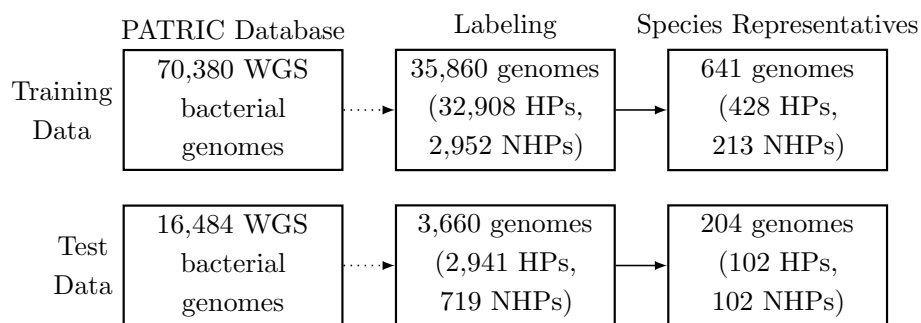 PATRIC Database
Labeling
Species Representatives
Training
Data
70,380 WGS
bacterial
genomes
35,860 genomes
(32,908 HPs,
2,952 NHPs)
641 genomes
(428 HPs,
213 NHPs)
Test
Data
16,484 WGS
bacterial
genomes
3,660 genomes
(2,941 HPs,
719 NHPs)
204 genomes
(102 HPs,
102 NHPs)